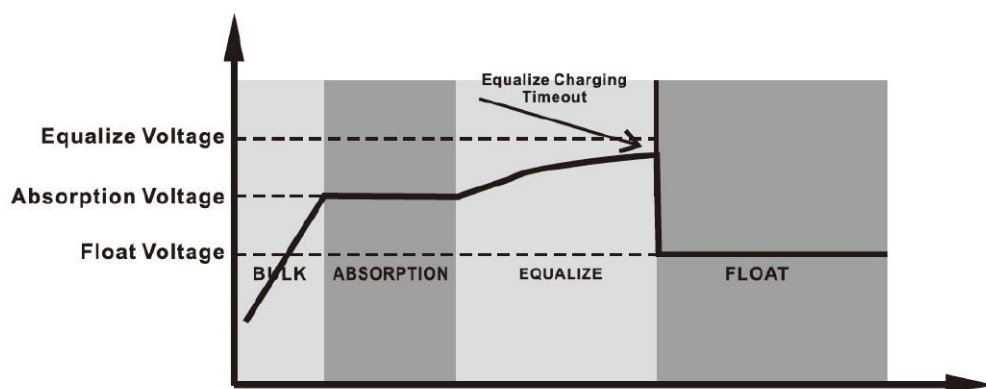 Equalize Charging
Timeout
Equalize Voltage
Absorption Voltage
Float Voltage
BULK
ABSORPTION
EQUALIZE
FLOAT